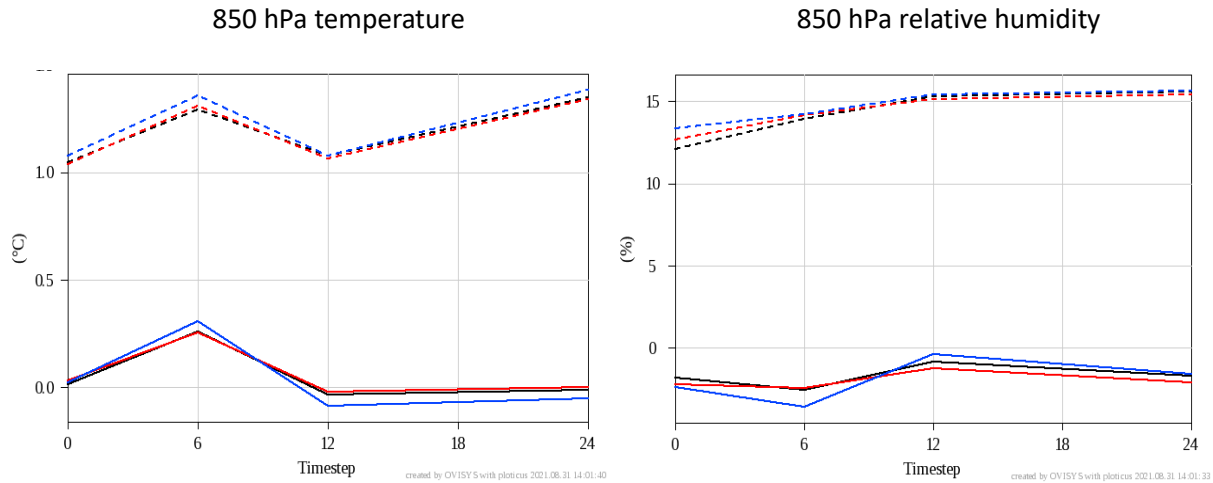 850 hPa temperature
1.0
0.5
0.0
(°C)
0
6
12
18
24
Timestep
created by OVISYS with ploticus 2021.08.31 14:01:40
850 hPa relative humidity
15
10
5
0
(%)
0
6
12
18
24
Timestep
created by OVISYS with ploticus 2021.08.31 14:01:33